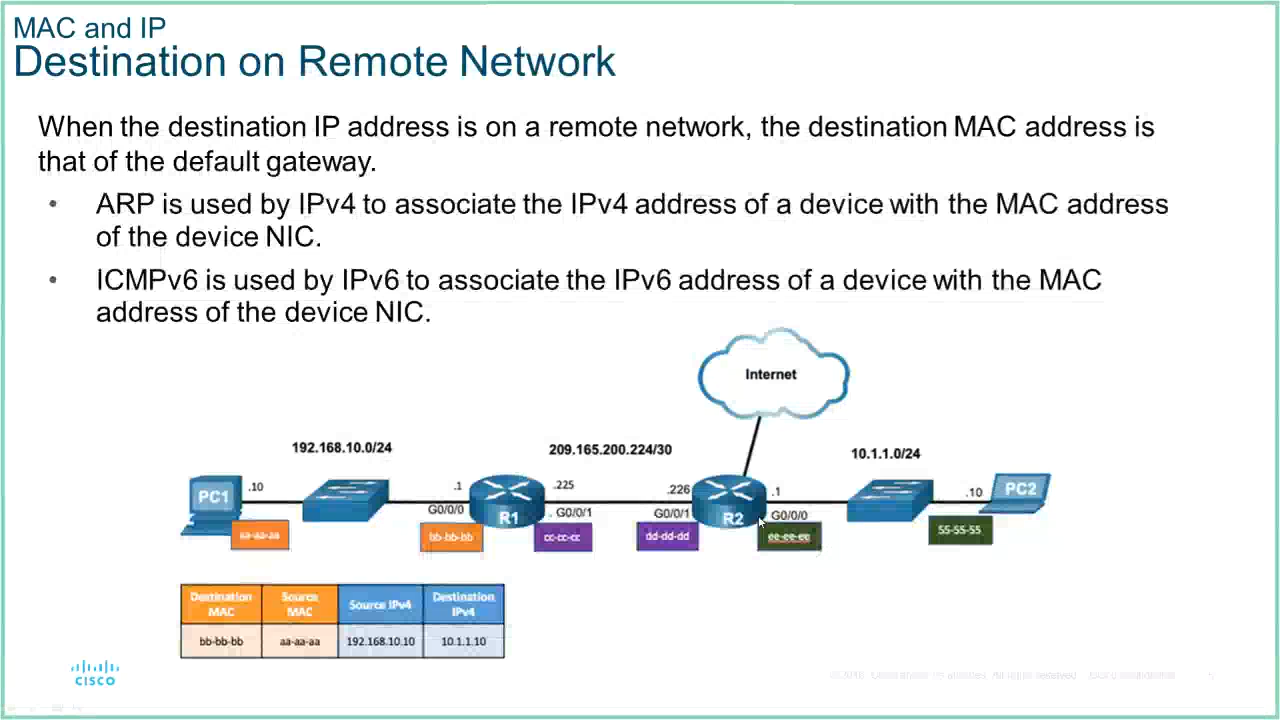 MAC and IP
Destination on Remote Network
When the destination IP address is on a remote network, the destination MAC address is
that of the default gateway.
• ARP is used by IPv4 to associate the IPv4 address of a device with the MAC address
of the device NIC.
• ICMPv6 is used by IPv6 to associate the IPv6 address of a device with the MAC
address of the device NIC.
Internet
192.168.10.0/24
209.165.200.224/30
10.1.1.0/24
PC1
.10
.1
G0/0/0
R1
.225
G0/0/1
.226
G0/0/1
R2
.1
G0/0/0
.10
PC2
aa-aa-aa
bb-bb-bb
cc-cc-cc
dd-dd-dd
ee-ee-ee
55-55-55
Destination MAC
Source MAC
Source IPv4
Destination IPv4
bb-bb-bb
aa-aa-aa
192.168.10.10
10.1.1.10
CISCO